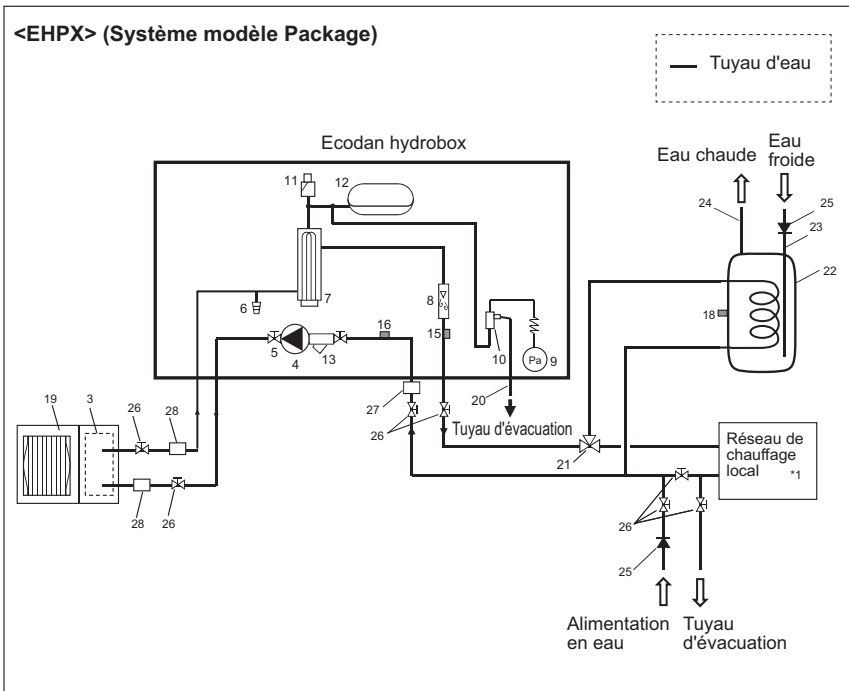 <EHPX> (Système modèle Package)
Tuyau d'eau
Ecodan hydrobox
Eau chaude
Eau
froide
11
12
24
25
23
22
6
7
8
18
16
15
5
4
13
10
Pa
9
19
3
26
28
27
26
20
Tuyau d'évacuation
21
Réseau de
chauffage
local *1
28
26
26
25
Alimentation
en eau
Tuyau
d'évacuation